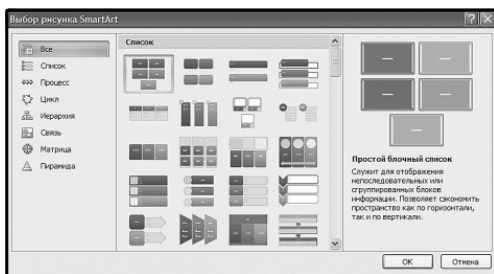 Выбор рисунка SmartArt
Все
Список
Процесс
Цикл
Иерархия
Связь
Матрица
Пирамида
Список
Простой блочный список
Служит для отображения
непоследовательных или
сгруппированных блоков
информации. Позволяет сэкономить
пространство как по горизонтали,
так и по вертикали.
ОК
Отмена